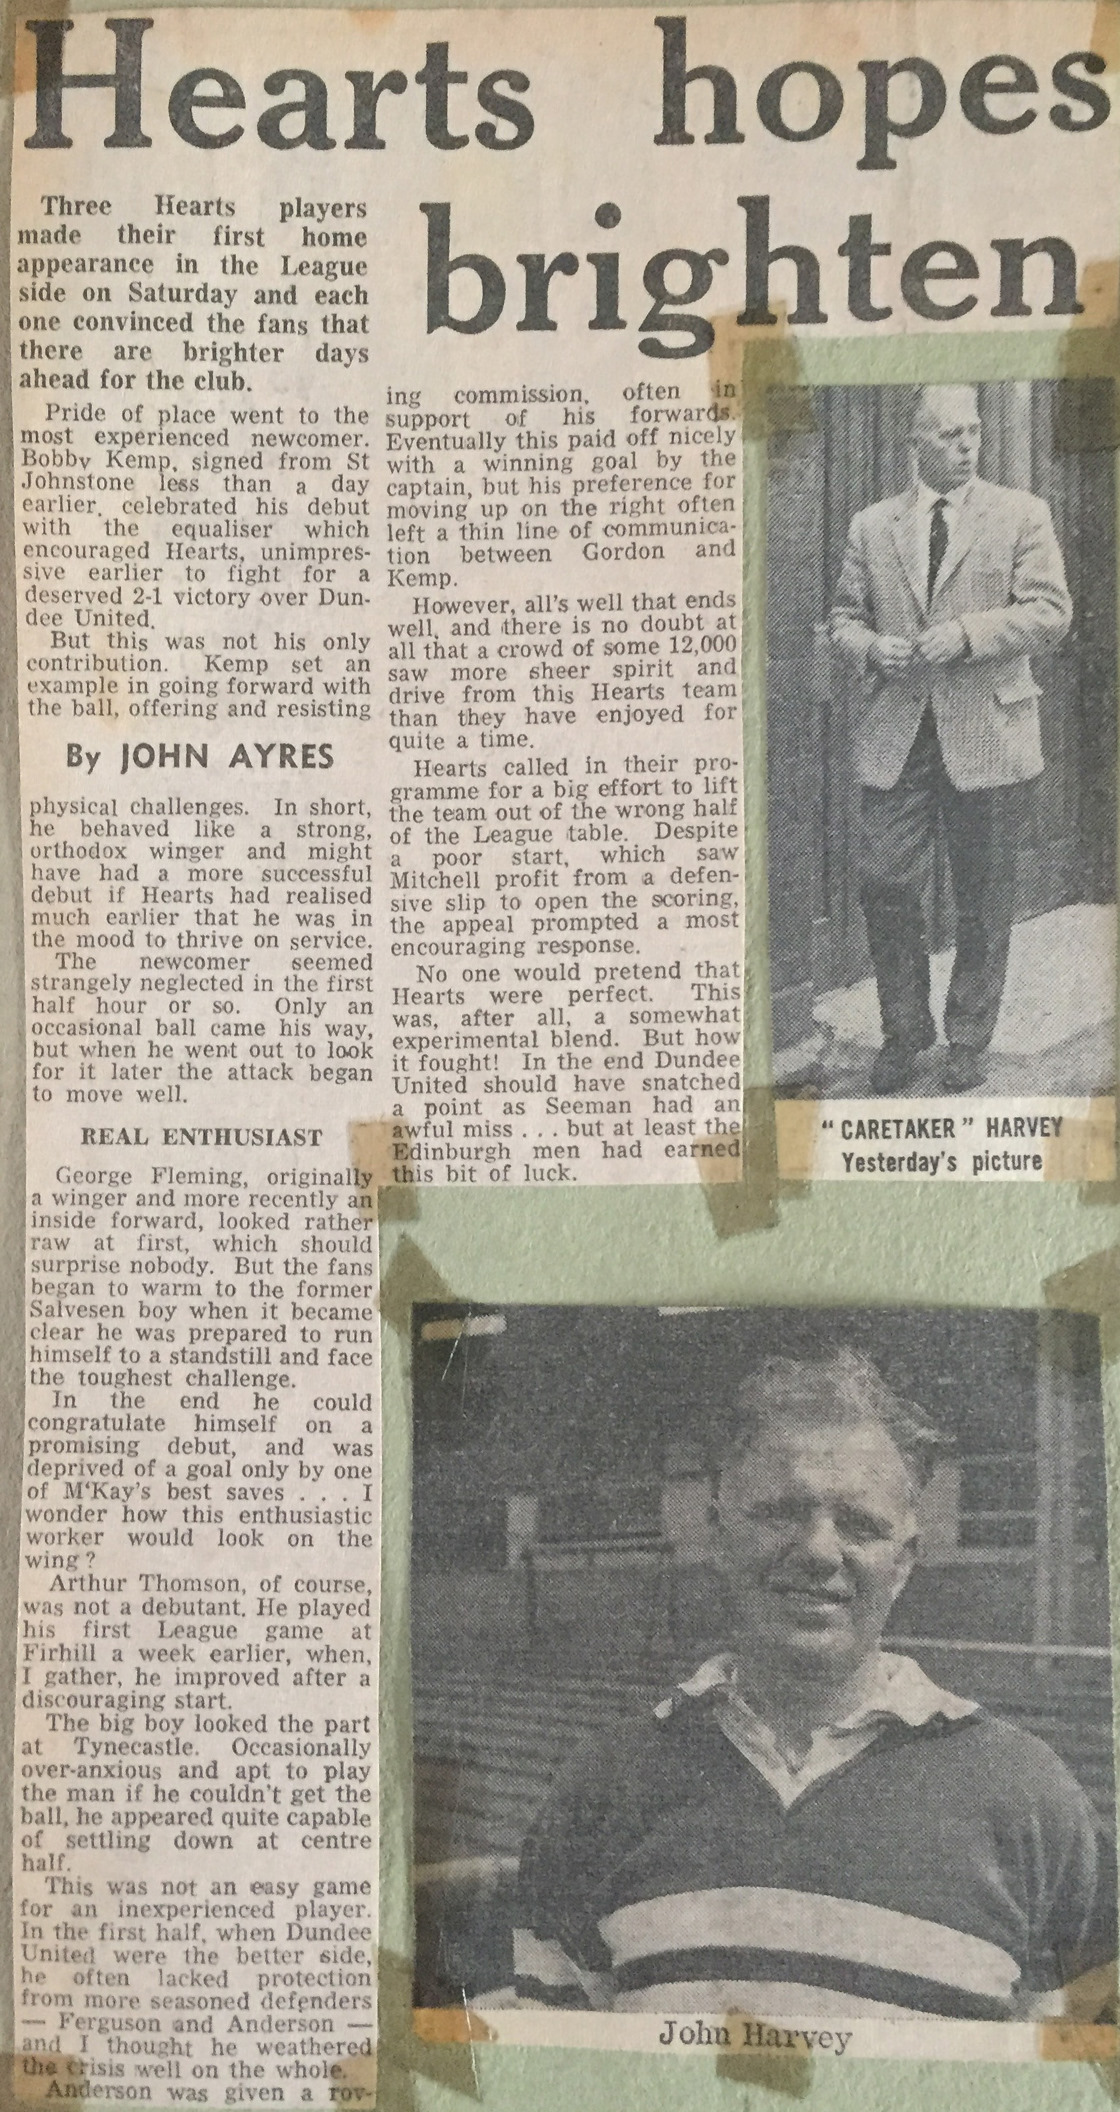 Hearts hopes
brighten
Three Hearts players
made their first home
appearance in the League
side on Saturday and each
one convinced the fans that
there are brighter days
ahead for the club.
Pride of place went to the
most experienced newcomer.
Bobby Kemp, signed from St
Johnstone less than a day
earlier, celebrated his debut
with the equaliser which
encouraged Hearts, unimpres-
sive earlier to fight for a
deserved 2-1 victory over Dun-
dee United.
But this was not his only
contribution. Kemp set an
example in going forward with
the ball, offering and resisting
By JOHN AYRES
physical challenges. In short,
he behaved like a strong,
orthodox winger and might
have had a more successful
debut if Hearts had realised
much earlier that he was in
the mood to thrive on service.
The newcomer seemed
strangely neglected in the first
half hour or so. Only an
occasional ball came his way,
but when he went out to look
for it later the attack began
to move well.
REAL ENTHUSIAST
George Fleming, originally
a winger and more recently an
inside forward, looked rather
raw at first, which should
surprise nobody. But the fans
began to warm to the former
Salvesen boy when it became
clear he was prepared to run
himself to a standstill and face
the toughest challenge.
In the end he could
congratulate himself on a
promising debut, and was
deprived of a goal only by one
of M'Kay's best saves . . . I
wonder how this enthusiastic
worker would look on the
wing?
Arthur Thomson, of course,
was not a debutant. He played
his first League game at
Firhill a week earlier, when,
I gather, he improved after a
discouraging start.
The big boy looked the part
at Tynecastle. Occasionally
over-anxious and apt to play
the man if he couldn't get the
ball, he appeared quite capable
of settling down at centre
half.
This was not an easy game
for an inexperienced player.
In the first half, when Dundee
United were the better side,
he often lacked protection
from more seasoned defenders
— Ferguson and Anderson —
and I thought he weathered
the crisis well on the whole.
Anderson was given a rov-
ing commission, often in
support of his forwards.
Eventually this paid off nicely
with a winning goal by the
captain, but his preference for
moving up on the right often
left a thin line of communica-
tion between Gordon and
Kemp.
However, all's well that ends
well, and there is no doubt at
all that a crowd of some 12,000
saw more sheer spirit and
drive from this Hearts team
than they have enjoyed for
quite a time.
Hearts called in their pro-
gramme for a big effort to lift
the team out of the wrong half
of the League table. Despite
a poor start, which saw
Mitchell profit from a defen-
sive slip to open the scoring,
the appeal prompted a most
encouraging response.
No one would pretend that
Hearts were perfect. This
was, after all, a somewhat
experimental blend. But how
it fought! In the end Dundee
United should have snatched
a point as Seeman had an
awful miss . . . but at least the
Edinburgh men had earned
this bit of luck.
"CARETAKER" HARVEY
Yesterday's picture
John Harvey